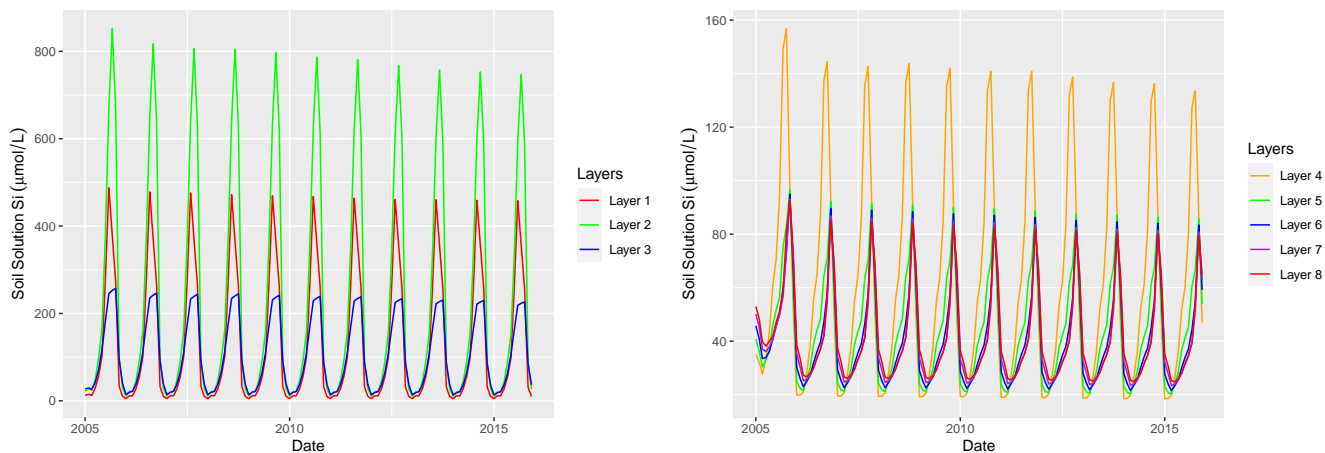 Soil Solution Si (μmol/L)
800
600
400
200
0
2005
2010
2015
Date
Layers
Layer 1
Layer 2
Layer 3
Soil Solution Si (μmol/L)
160
120
80
40
2005
2010
2015
Date
Layers
Layer 4
Layer 5
Layer 6
Layer 7
Layer 8